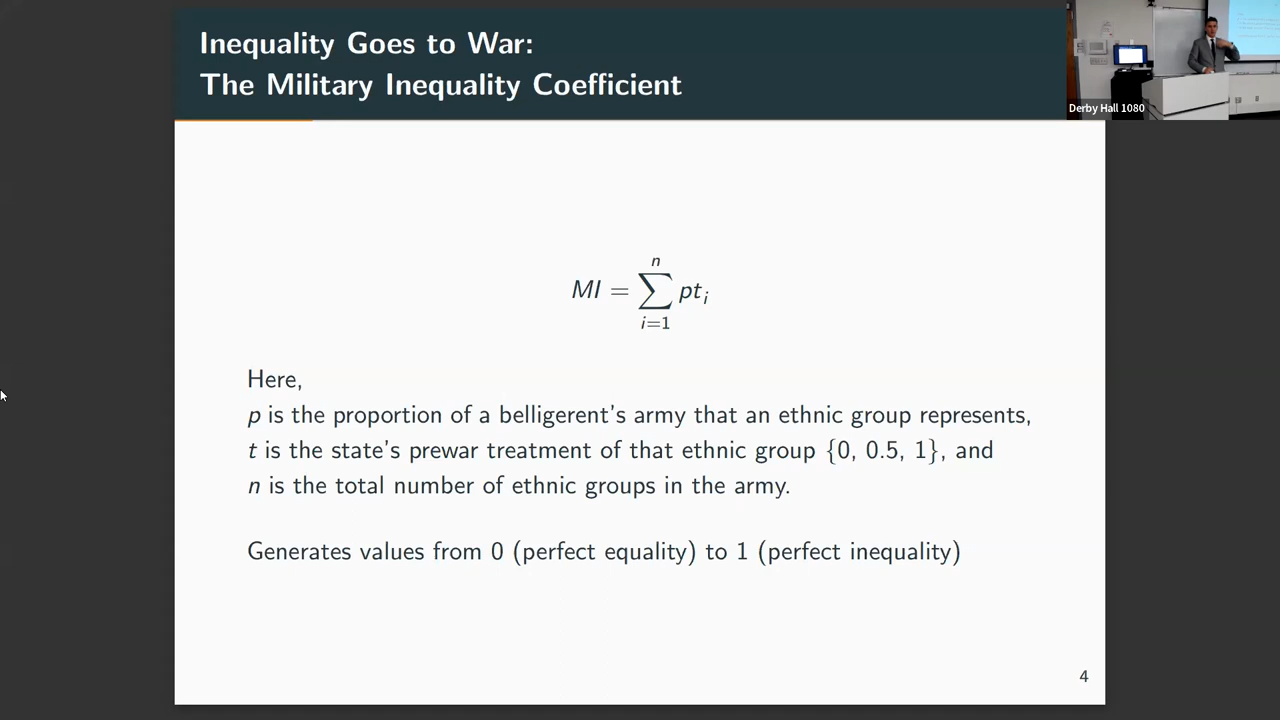 Inequality Goes to War:
The Military Inequality Coefficient
Derby Hall 1080
n
MI = ∑ pt_i
i=1
Here,
p is the proportion of a belligerent's army that an ethnic group represents,
t is the state's prewar treatment of that ethnic group {0, 0.5, 1}, and
n is the total number of ethnic groups in the army.
Generates values from 0 (perfect equality) to 1 (perfect inequality)
4